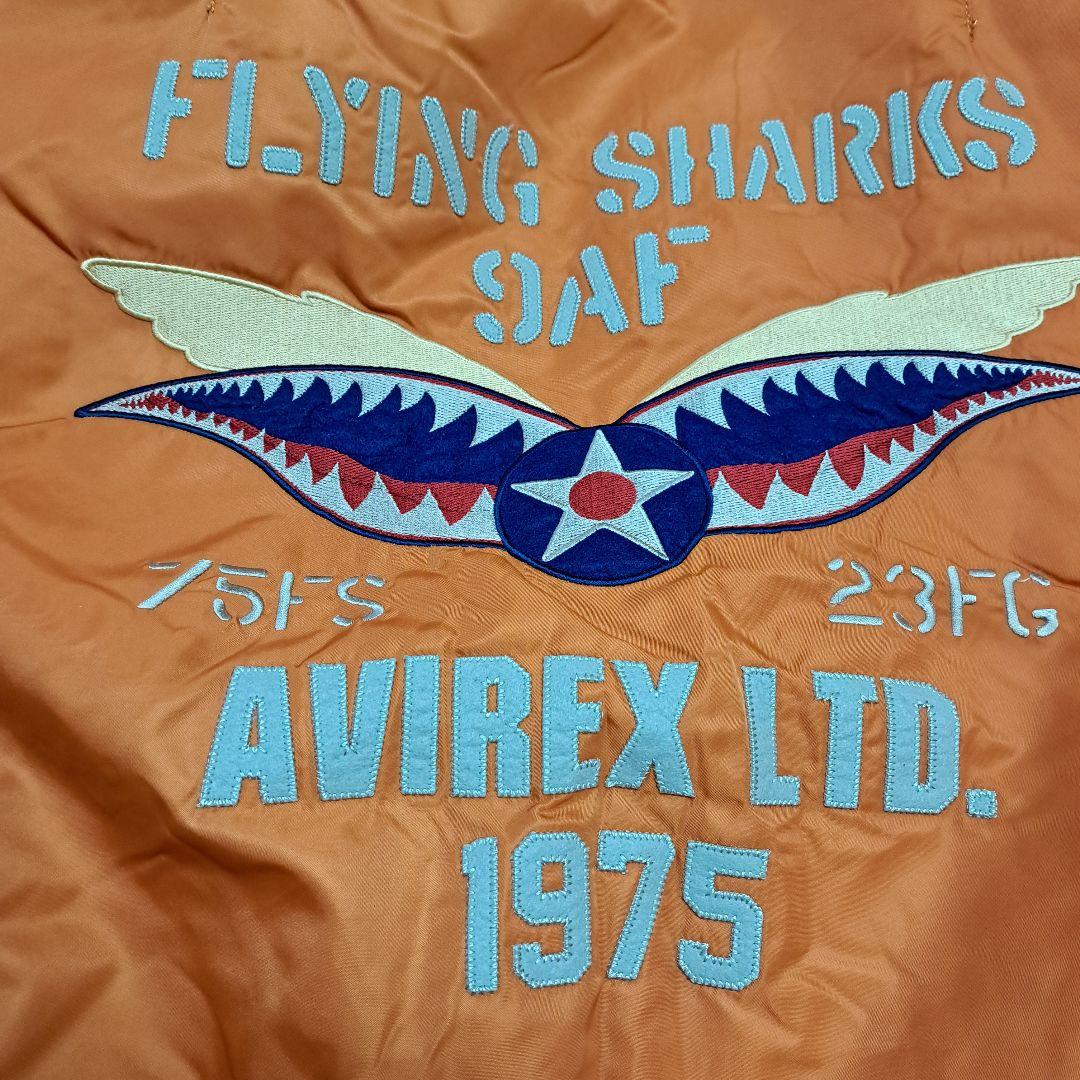 FLYING SHARKS
9AF
75FS 23FG
AVIREX LTD.
1975